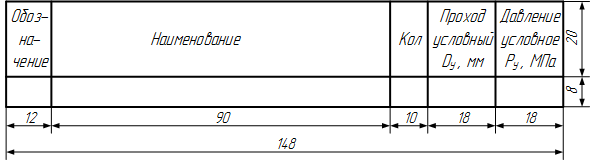 Обоз-
на-
чение
Наименование
Кол
Проход
условный
Dу, мм
Давление
условное
Ру, МПа
20
8
12
90
10
18
18
148